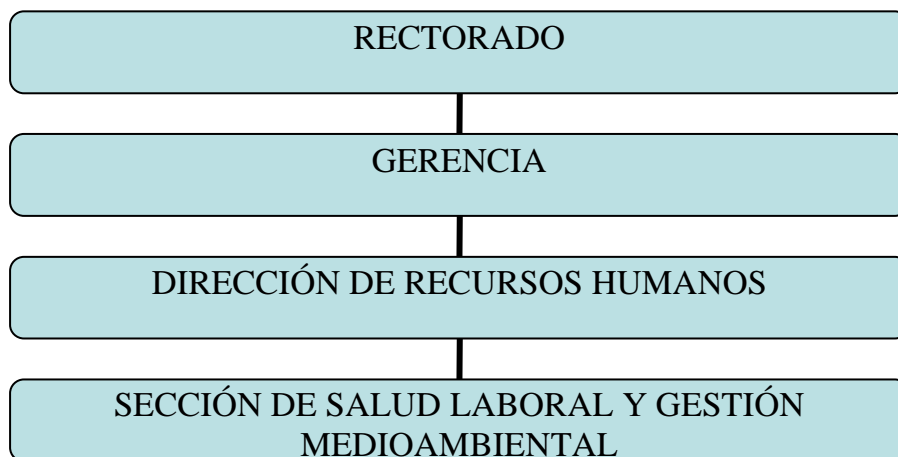 RECTORADO
GERENCIA
DIRECCIÓN DE RECURSOS HUMANOS
SECCIÓN DE SALUD LABORAL Y GESTIÓN
MEDIOAMBIENTAL